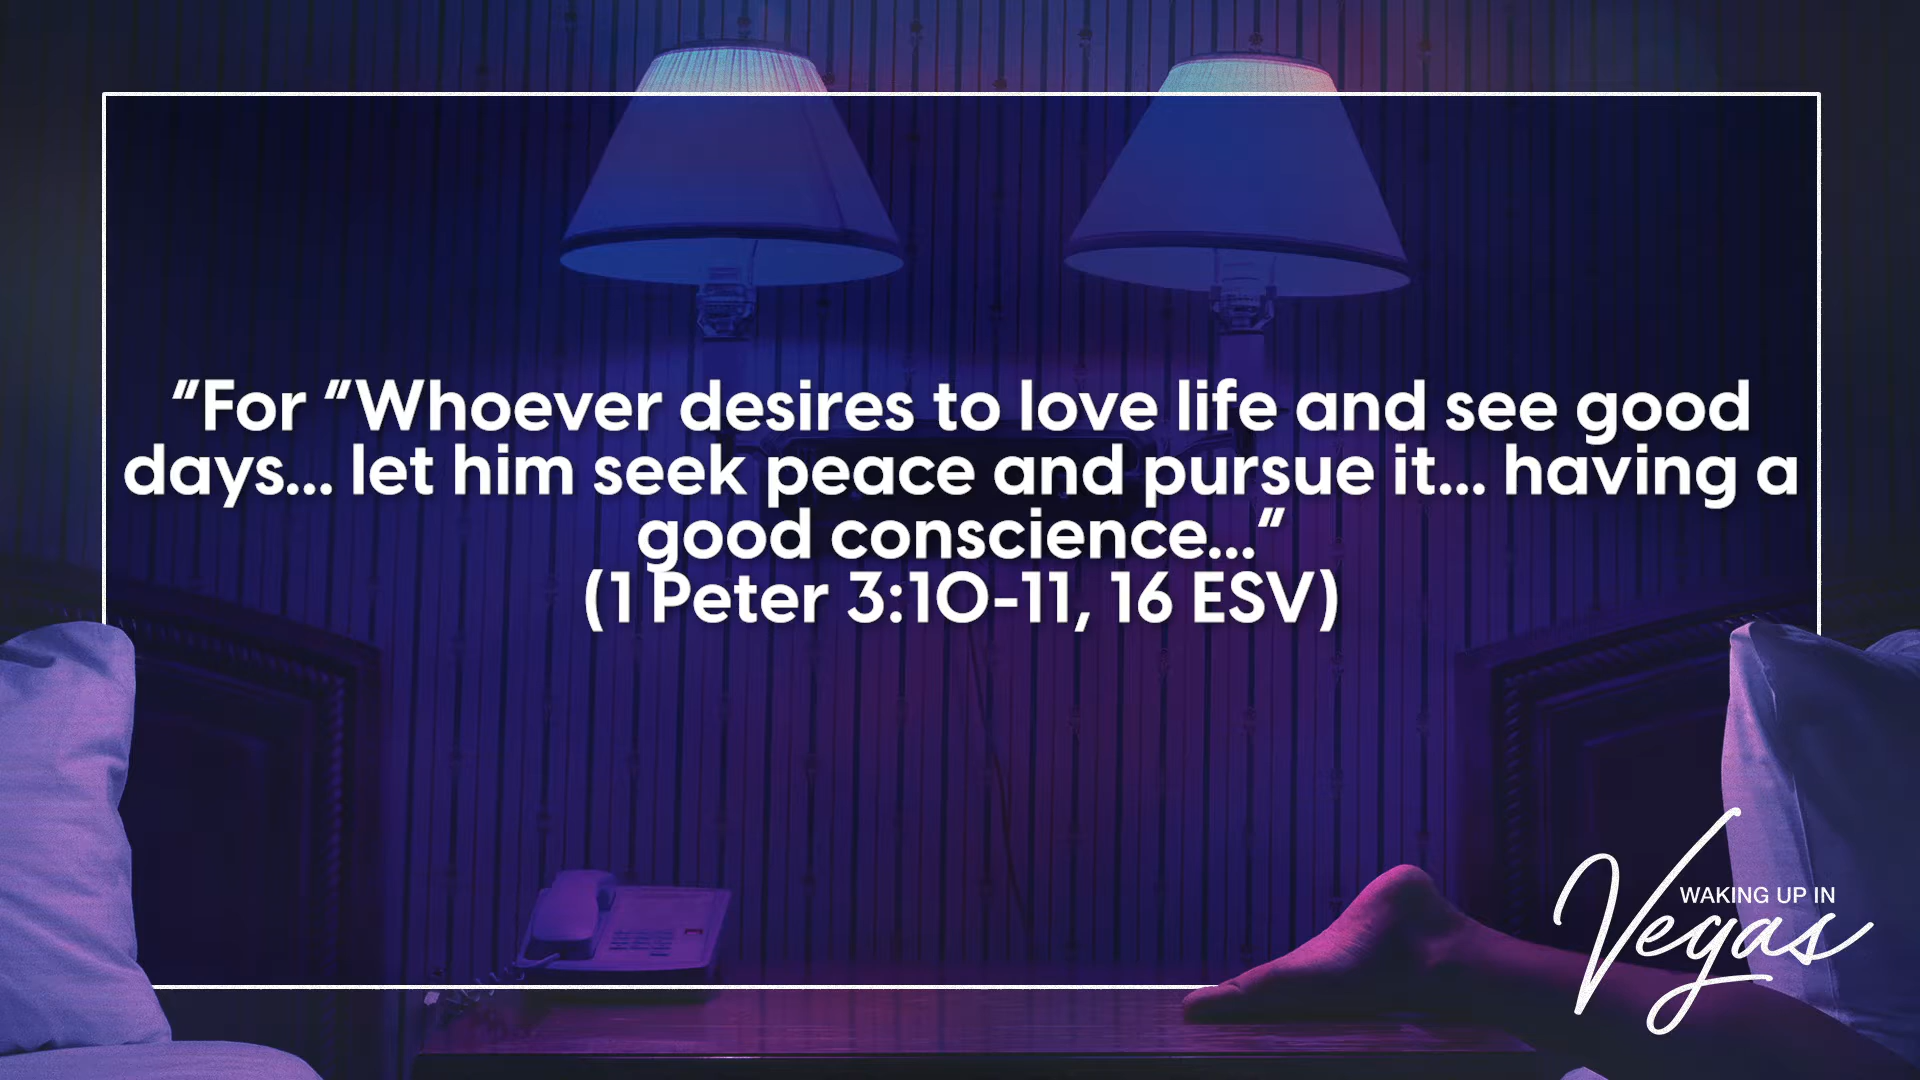 “For “Whoever desires to love life and see good
days... let him seek peace and pursue it... having a
good conscience...”
(1 Peter 3:10-11, 16 ESV)
WAKING UP IN
Vegas